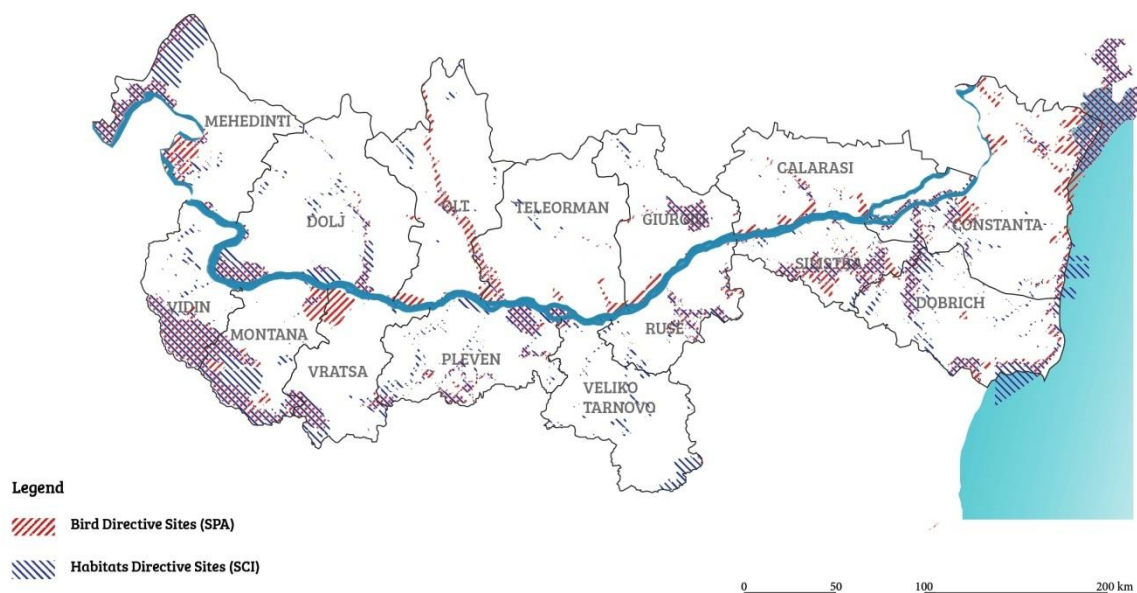 MEHEDINTI
CALARASI
DOLJ
OLT
TELEORMAN
GIURGIU
CONSTANTA
SILISTRA
VIDIN
MONTANA
DOBRICH
RUSE
VRATSA
PLEVEN
VELIKO
TARNOVO
Legend
Bird Directive Sites (SPA)
Habitats Directive Sites (SCI)
0 50 100 200 km